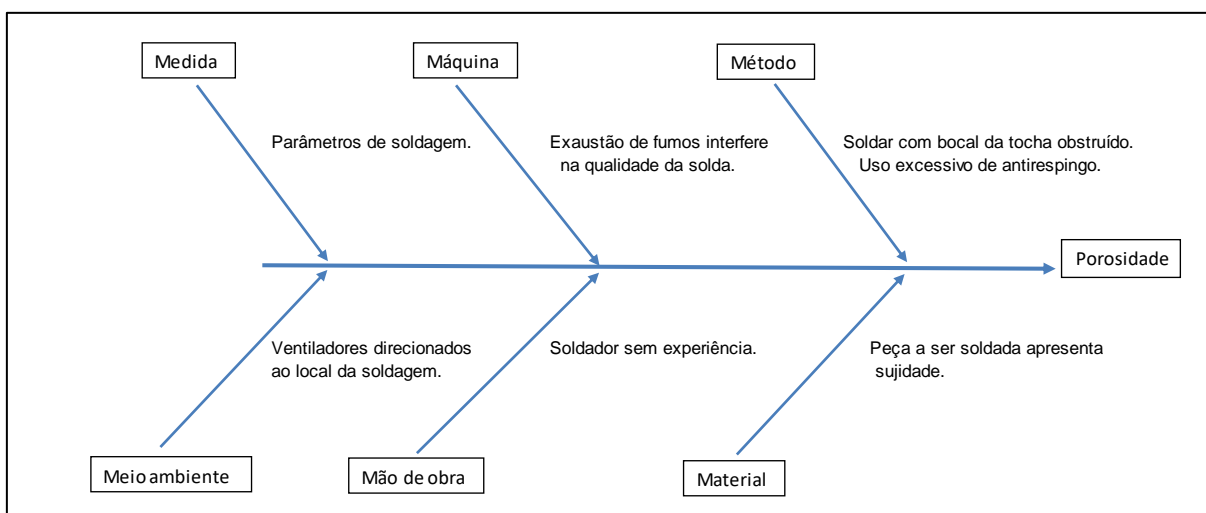 Medida
Máquina
Método
Parâmetros de soldagem.
Exaustão de fumos interfere
na qualidade da solda.
Soldar com bocal da tocha obstruído.
Uso excessivo de antirespingo.
Porosidade
Ventiladores direcionados
ao local da soldagem.
Soldador sem experiência.
Peça a ser soldada apresenta
sujidade.
Meio ambiente
Mão de obra
Material